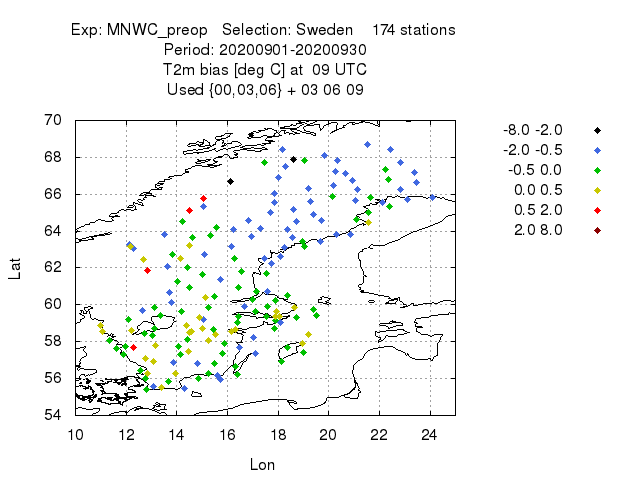 Exp: MNWC_preop   Selection: Sweden    174 stations
Period: 20200901-20200930
T2m bias [deg C] at  09 UTC
Used {00,03,06} + 03 06 09
70
68
66
64
62
60
58
56
54
Lat
10 12 14 16 18 20 22 24
Lon
-8.0 -2.0
-2.0 -0.5
-0.5 0.0
0.0 0.5
0.5 2.0
2.0 8.0